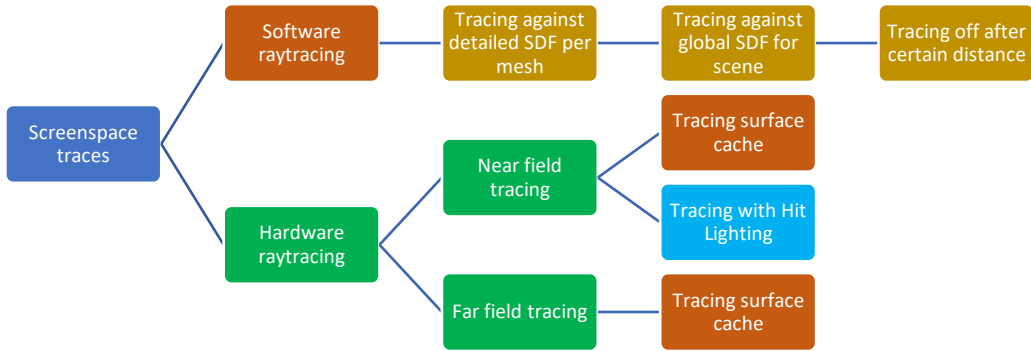 Screenspace
traces
Software
raytracing
Tracing against
detailed SDF per
mesh
Tracing against
global SDF for
scene
Tracing off after
certain distance
Hardware
raytracing
Near field
tracing
Tracing surface
cache
Tracing with Hit
Lighting
Far field tracing
Tracing surface
cache